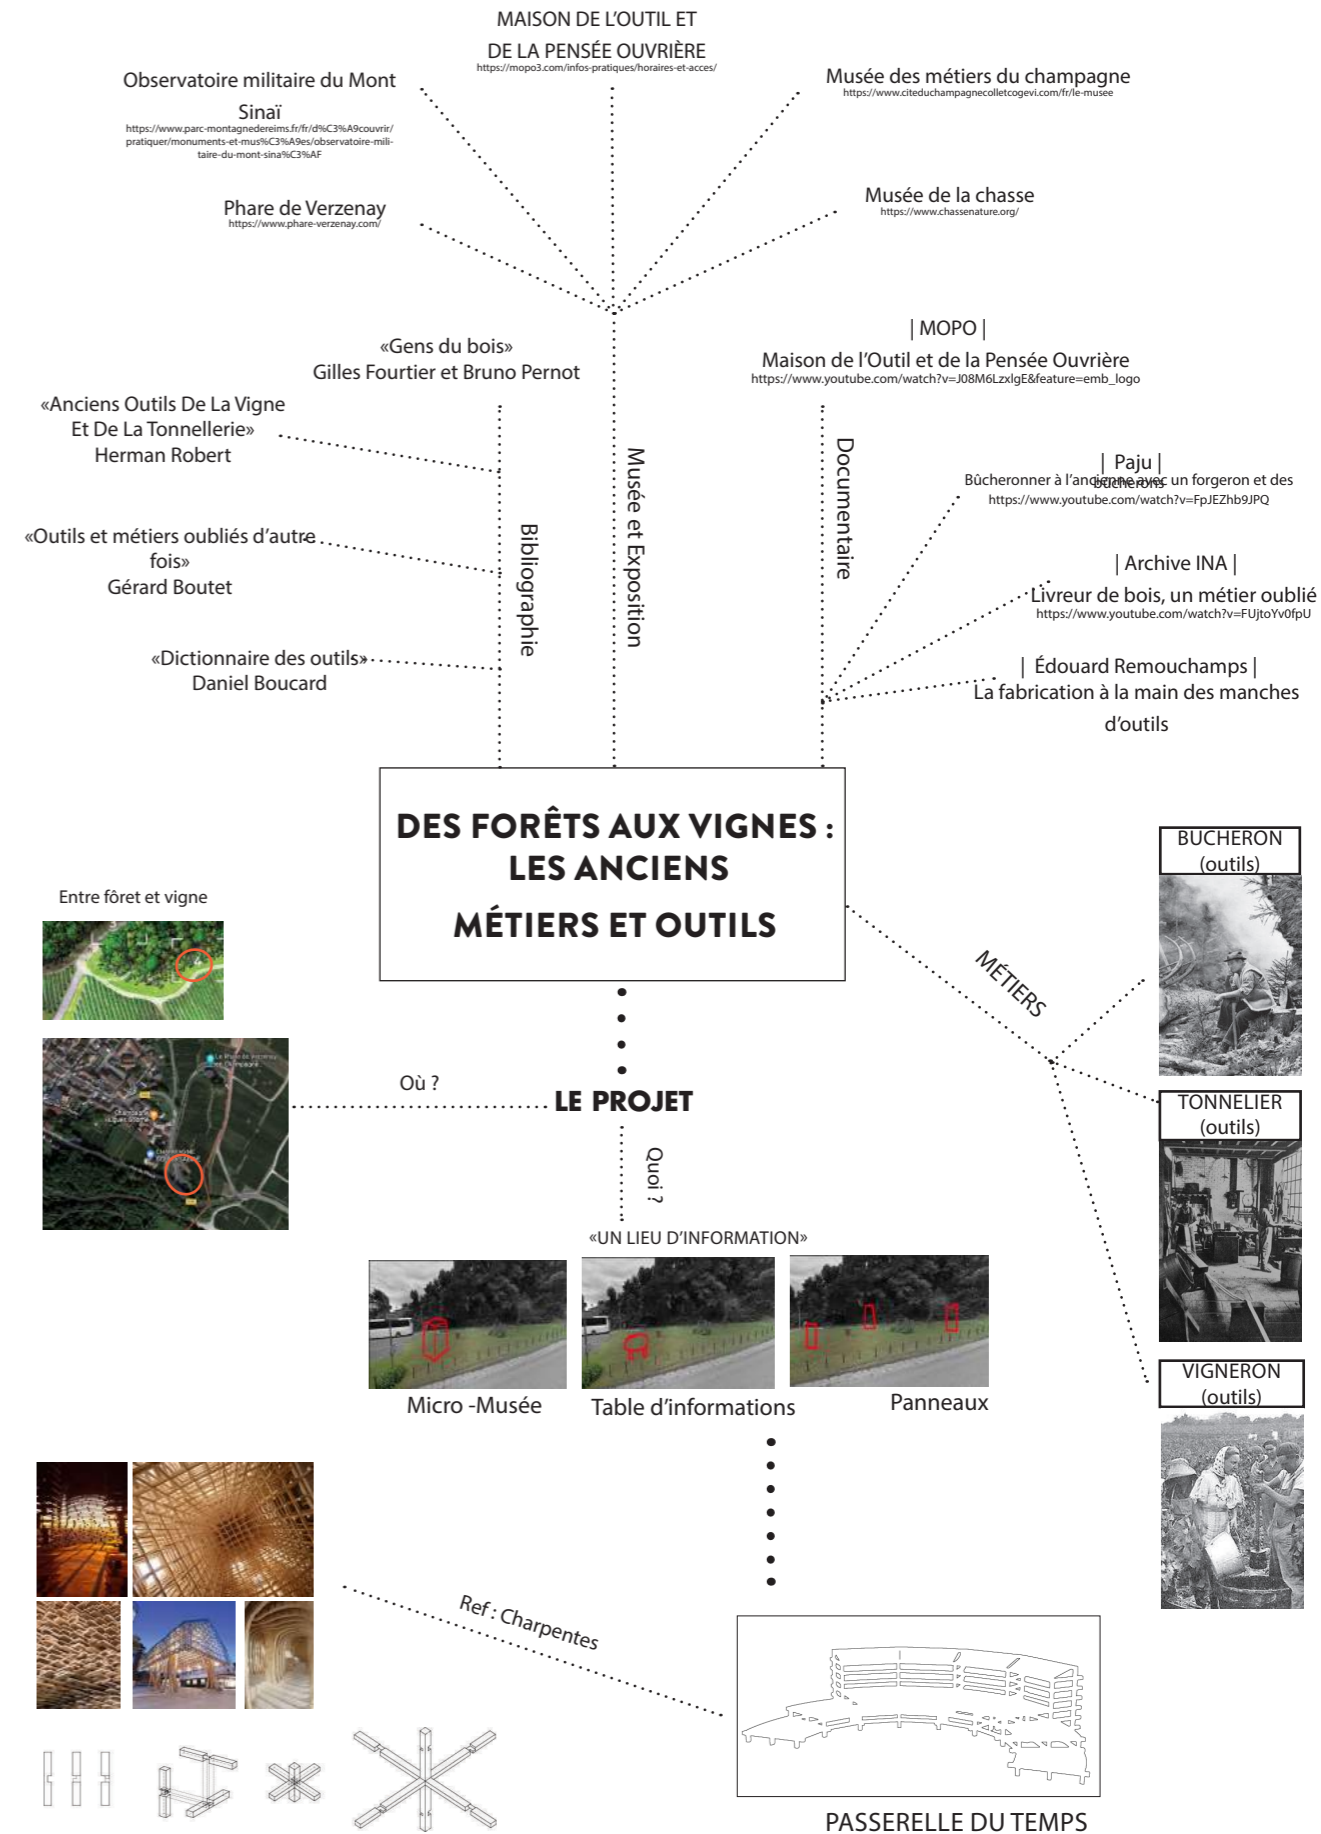 MAISON DE L'OUTIL ET
DE LA PENSÉE OUVRIÈRE
https://mopo3.com/infos-pratiques/horaires-et-acces/
Observatoire militaire du Mont
Sinaï
https://www.parc-montagnedereims.fr/fr/d%C3%A9couvrir/
pratiquer/monuments-et-mus%C3%A9es/observatoire-mili-
taire-du-mont-sina%C3%AF
Musée des métiers du champagne
https://www.citeduchampagnecolletcogevi.com/fr/le-musee
Phare de Verzenay
https://www.phare-verzenay.com/
Musée de la chasse
https://www.chassenature.org/
«Gens du bois»
Gilles Fourtier et Bruno Pernot
«Anciens Outils De La Vigne
Et De La Tonnellerie»
Herman Robert
«Outils et métiers oubliés d'autre
fois»
Gérard Boutet
«Dictionnaire des outils»
Daniel Boucard
Bibliographie
Musée et Exposition
Documentaire
| MOPO |
Maison de l'Outil et de la Pensée Ouvrière
https://www.youtube.com/watch?v=J08M6LzxlgE&feature=emb_logo
| Paju |
Bûcheronner à l'ancienne avec un forgeron et des
bûcherons
https://www.youtube.com/watch?v=FpJEZhb9JPQ
| Archive INA |
Livreur de bois, un métier oublié
https://www.youtube.com/watch?v=FUjtoYv0fpU
| Édouard Remouchamps |
La fabrication à la main des manches
d'outils
DES FORÊTS AUX VIGNES :
LES ANCIENS
MÉTIERS ET OUTILS
MÉTIERS
BUCHERON
(outils)
TONNELIER
(outils)
VIGNERON
(outils)
Entre fôret et vigne
Où ?
LE PROJET
Quoi ?
«UN LIEU D'INFORMATION»
Micro -Musée
Table d'informations
Panneaux
Ref : Charpentes
PASSERELLE DU TEMPS